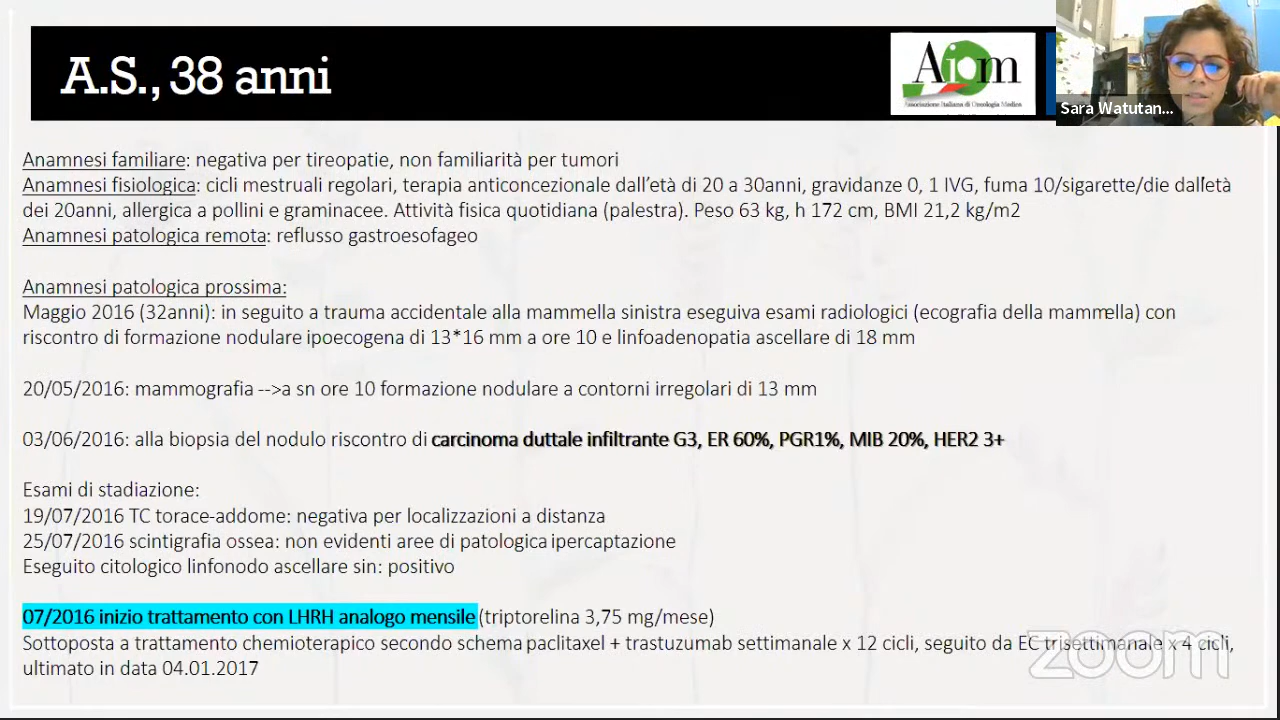 A.S., 38 anni
Aiom
Associazione Italiana di Oncologia Medica
Sara Watutan...
Anamnesi familiare: negativa per tireopatie, non familiarità per tumori
Anamnesi fisiologica: cicli mestruali regolari, terapia anticoncezionale dall'età di 20 a 30anni, gravidanze 0, 1 IVG, fuma 10/sigarette/die dall'età
dei 20anni, allergica a pollini e graminacee. Attività fisica quotidiana (palestra). Peso 63 kg, h 172 cm, BMI 21,2 kg/m2
Anamnesi patologica remota: reflusso gastroesofageo
Anamnesi patologica prossima:
Maggio 2016 (32anni): in seguito a trauma accidentale alla mammella sinistra eseguiva esami radiologici (ecografia della mammella) con
riscontro di formazione nodulare ipoecogena di 13*16 mm a ore 10 e linfoadenopatia ascellare di 18 mm
20/05/2016: mammografia -->a sn ore 10 formazione nodulare a contorni irregolari di 13 mm
03/06/2016: alla biopsia del nodulo riscontro di carcinoma duttale infiltrante G3, ER 60%, PGR1%, MIB 20%, HER2 3+
Esami di stadiazione:
19/07/2016 TC torace-addome: negativa per localizzazioni a distanza
25/07/2016 scintigrafia ossea: non evidenti aree di patologica ipercaptazione
Eseguito citologico linfonodo ascellare sin: positivo
07/2016 inizio trattamento con LHRH analogo mensile (triptorelina 3,75 mg/mese)
Sottoposta a trattamento chemioterapico secondo schema paclitaxel + trastuzumab settimanale x 12 cicli, seguito da EC trisettimanale x 4 cicli,
ultimato in data 04.01.2017
zoom